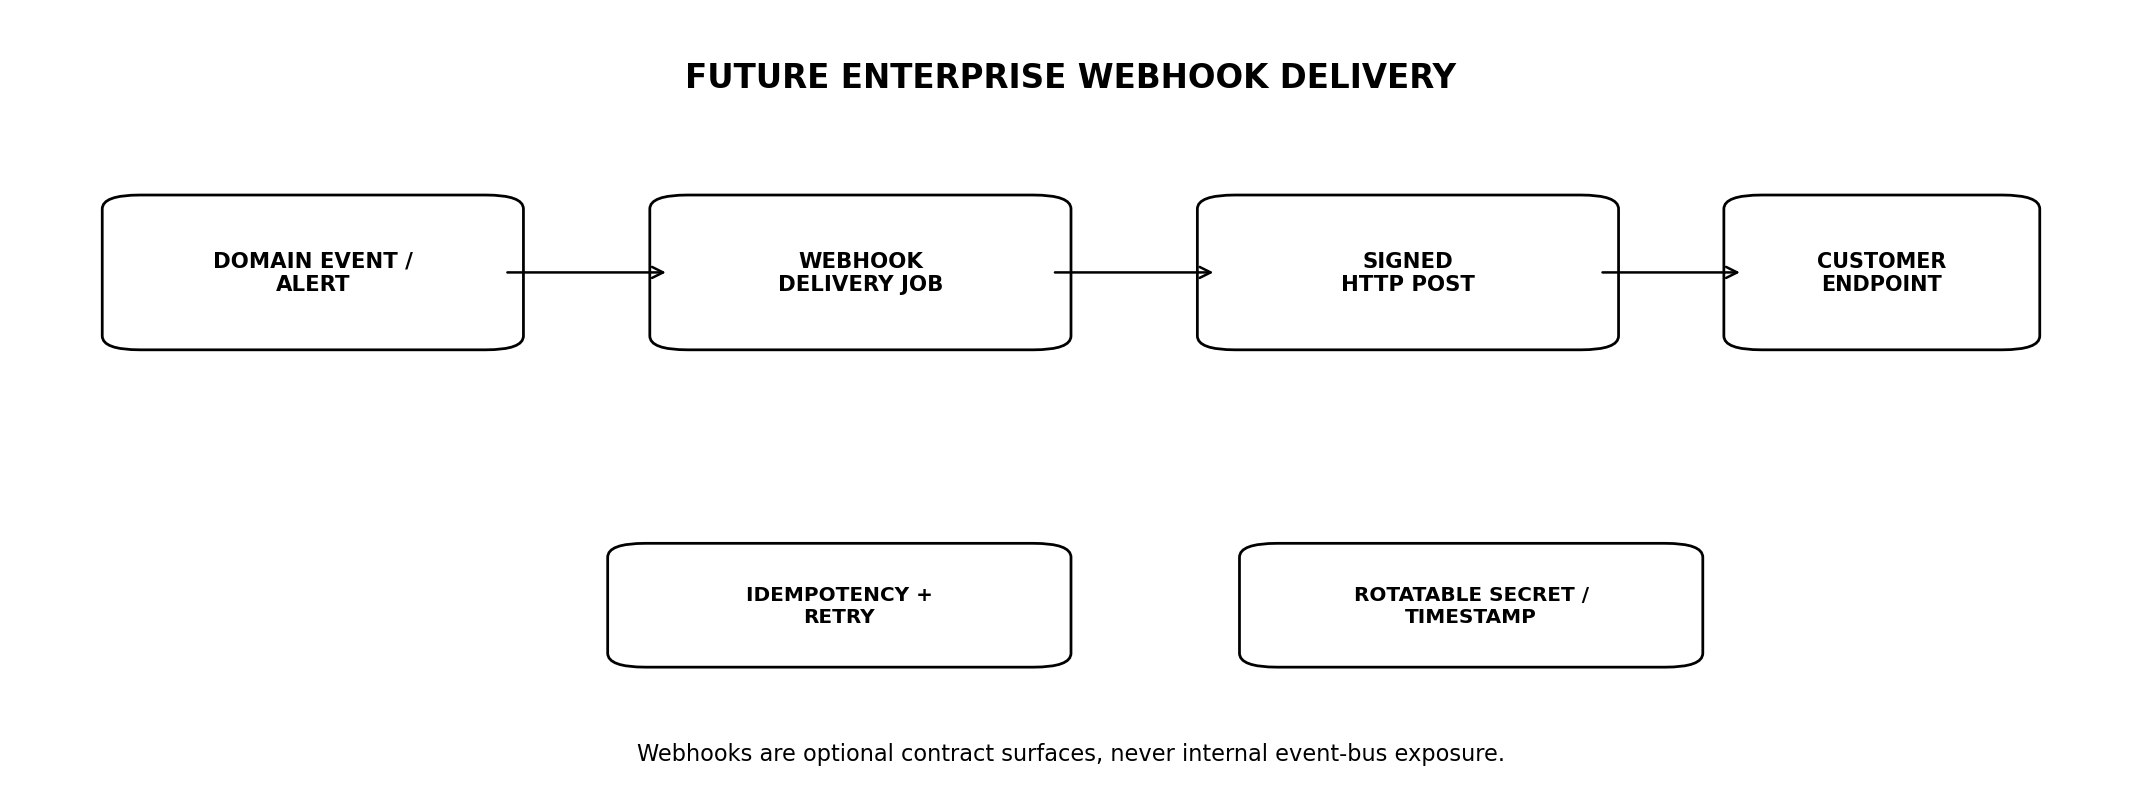 FUTURE ENTERPRISE WEBHOOK DELIVERY
DOMAIN EVENT /
ALERT
WEBHOOK
DELIVERY JOB
SIGNED
HTTP POST
CUSTOMER
ENDPOINT
IDEMPOTENCY +
RETRY
ROTATABLE SECRET /
TIMESTAMP
Webhooks are optional contract surfaces, never internal event-bus exposure.